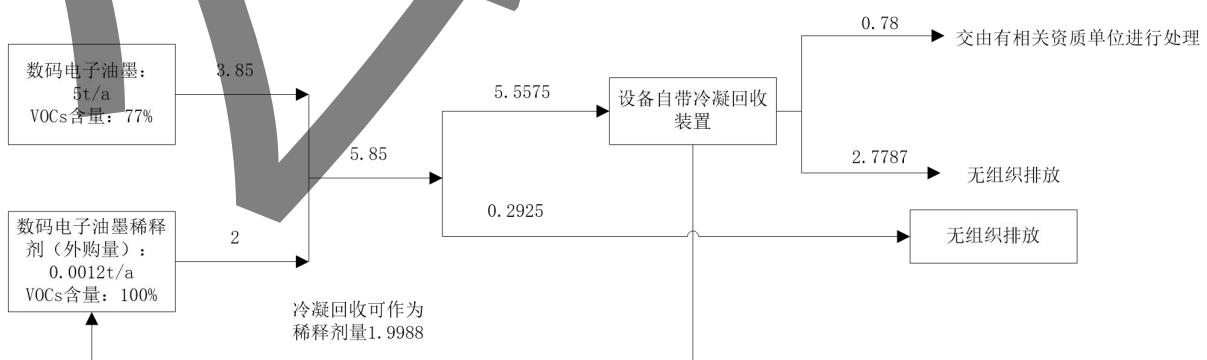 数码电子油墨：
5t/a
VOCs含量：77%
3.85
数码电子油墨稀释
剂（外购量）：
0.0012t/a
VOCs含量：100%
2
5.85
冷凝回收可作为
稀释剂量1.9988
5.5575
0.2925
设备自带冷凝回收
装置
0.78
交由有相关资质单位进行处理
2.7787
无组织排放
无组织排放